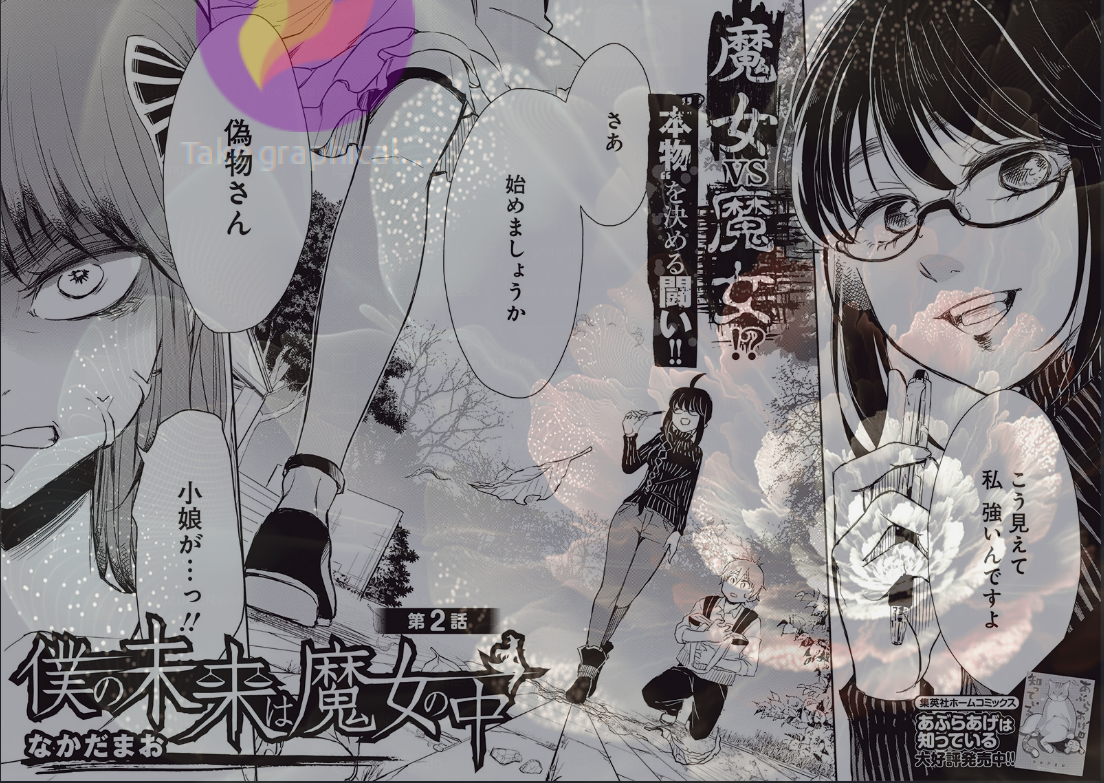 こう見えて
私 強いんですよ
魔女VS魔女!?
"本物"を決める闘い!!
さあ
始めましょうか
偽物さん
小娘が…っ!!
第2話
僕の未来は魔女の中
なかだまお
集英社ホームコミックス
あぶらあげは
知っている
大好評発売中!!